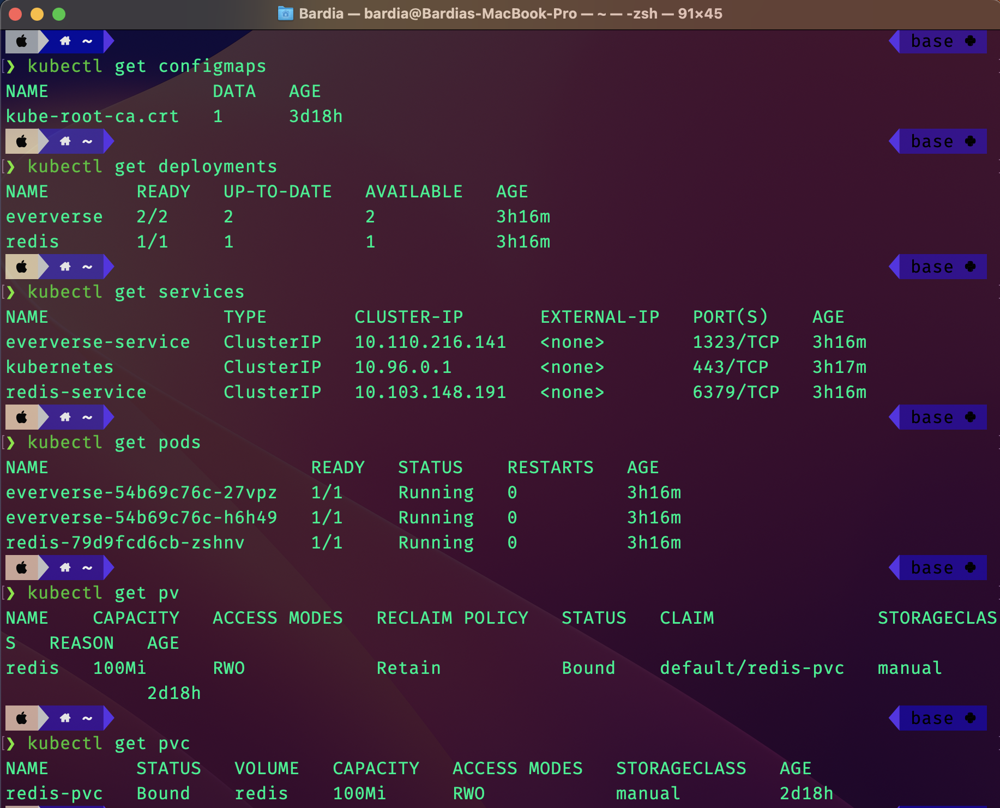 Bardia — bardia@Bardias-MacBook-Pro — ~ — -zsh — 91×45
~ base
❯ kubectl get configmaps
NAME DATA AGE
kube-root-ca.crt 1 3d18h
~ base
❯ kubectl get deployments
NAME READY UP-TO-DATE AVAILABLE AGE
eververse 2/2 2 2 3h16m
redis 1/1 1 1 3h16m
~ base
❯ kubectl get services
NAME TYPE CLUSTER-IP EXTERNAL-IP PORT(S) AGE
eververse-service ClusterIP 10.110.216.141 <none> 1323/TCP 3h16m
kubernetes ClusterIP 10.96.0.1 <none> 443/TCP 3h17m
redis-service ClusterIP 10.103.148.191 <none> 6379/TCP 3h16m
~ base
❯ kubectl get pods
NAME READY STATUS RESTARTS AGE
eververse-54b69c76c-27vpz 1/1 Running 0 3h16m
eververse-54b69c76c-h6h49 1/1 Running 0 3h16m
redis-79d9fcd6cb-zshnv 1/1 Running 0 3h16m
~ base
❯ kubectl get pv
NAME CAPACITY ACCESS MODES RECLAIM POLICY STATUS CLAIM STORAGECLAS
S REASON AGE
redis 100Mi RWO Retain Bound default/redis-pvc manual
2d18h
~ base
❯ kubectl get pvc
NAME STATUS VOLUME CAPACITY ACCESS MODES STORAGECLASS AGE
redis-pvc Bound redis 100Mi RWO manual 2d18h